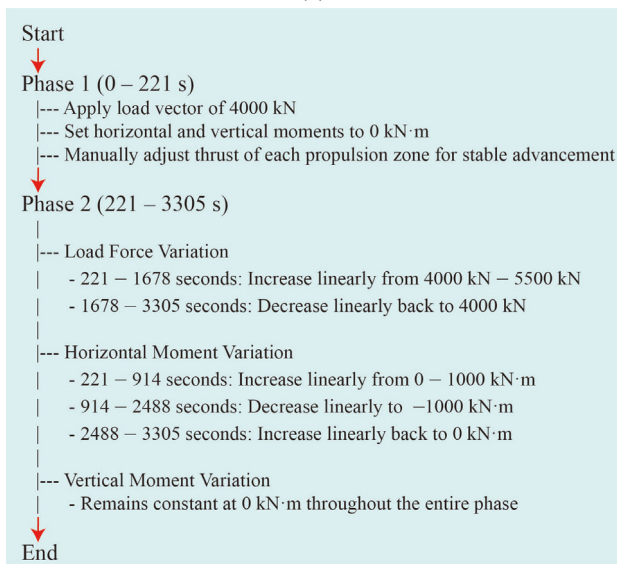 Start
Phase 1 (0 – 221 s)
|--- Apply load vector of 4000 kN
|--- Set horizontal and vertical moments to 0 kN·m
|--- Manually adjust thrust of each propulsion zone for stable advancement
Phase 2 (221 – 3305 s)
|--- Load Force Variation
- 221 – 1678 seconds: Increase linearly from 4000 kN – 5500 kN
- 1678 – 3305 seconds: Decrease linearly back to 4000 kN
|--- Horizontal Moment Variation
- 221 – 914 seconds: Increase linearly from 0 – 1000 kN·m
- 914 – 2488 seconds: Decrease linearly to −1000 kN·m
- 2488 – 3305 seconds: Increase linearly back to 0 kN·m
|--- Vertical Moment Variation
- Remains constant at 0 kN·m throughout the entire phase
End